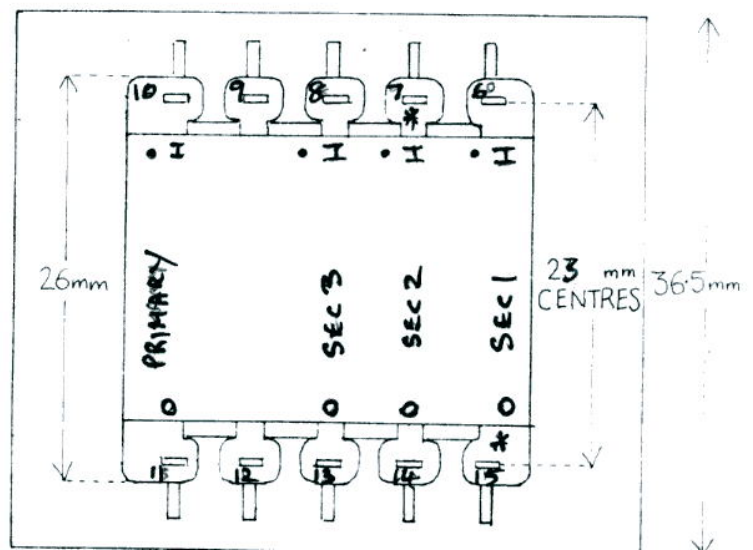 10 9 8 7 6
*
• I • I • I • I
PRIMARY
SEC 3
SEC 2
SEC 1
26mm
23 mm
CENTRES
36.5mm
O O O O
*
11 12 13 14 15